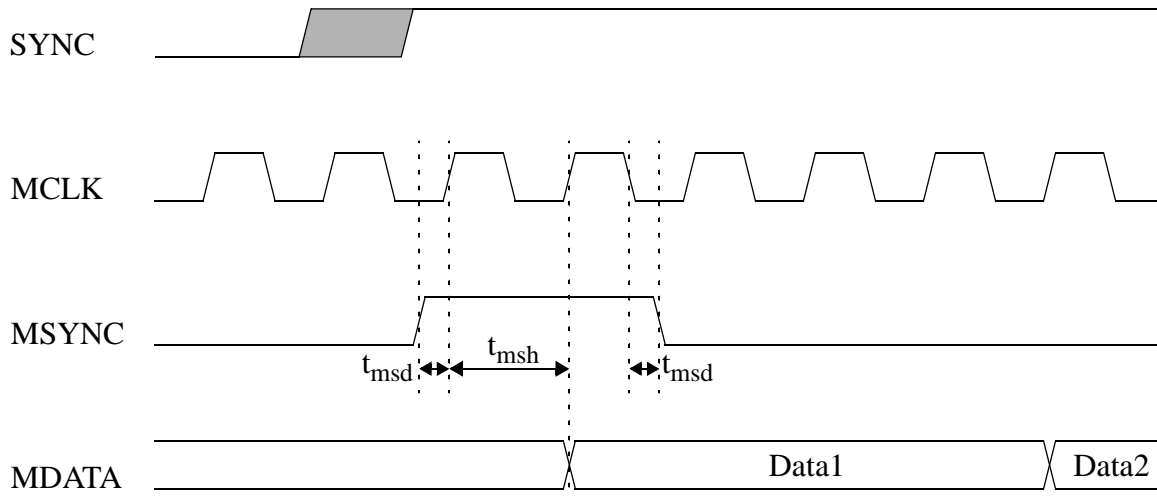 SYNC
MCLK
MSYNC
tmsd
tmsh
tmsd
MDATA
Data1
Data2